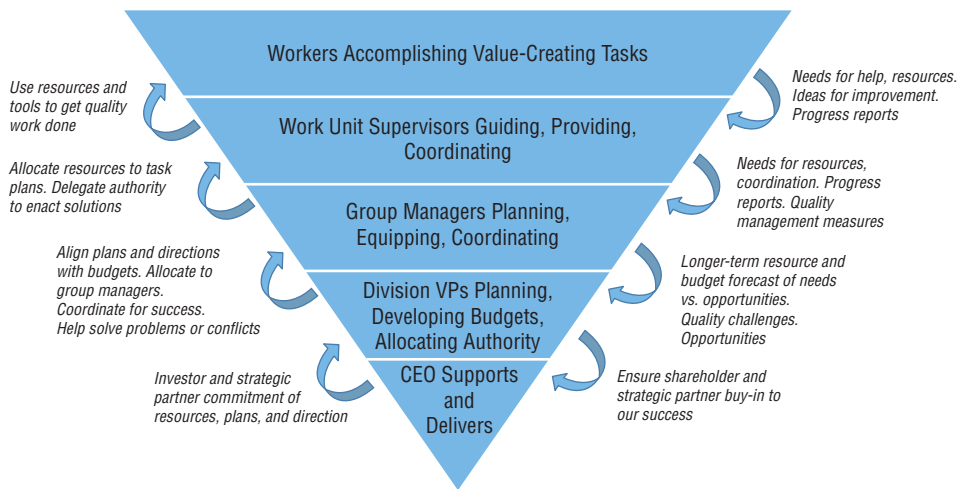 Workers Accomplishing Value-Creating Tasks
Use resources and
tools to get quality
work done
Needs for help, resources.
Ideas for improvement.
Progress reports
Work Unit Supervisors Guiding, Providing,
Coordinating
Allocate resources to task
plans. Delegate authority
to enact solutions
Needs for resources,
coordination. Progress
reports. Quality
management measures
Group Managers Planning,
Equipping, Coordinating
Align plans and directions
with budgets. Allocate to
group managers.
Coordinate for success.
Help solve problems or conflicts
Longer-term resource and
budget forecast of needs
vs. opportunities.
Quality challenges.
Opportunities
Division VPs Planning,
Developing Budgets,
Allocating Authority
Investor and strategic
partner commitment of
resources, plans, and direction
Ensure shareholder and
strategic partner buy-in to
our success
CEO Supports
and
Delivers